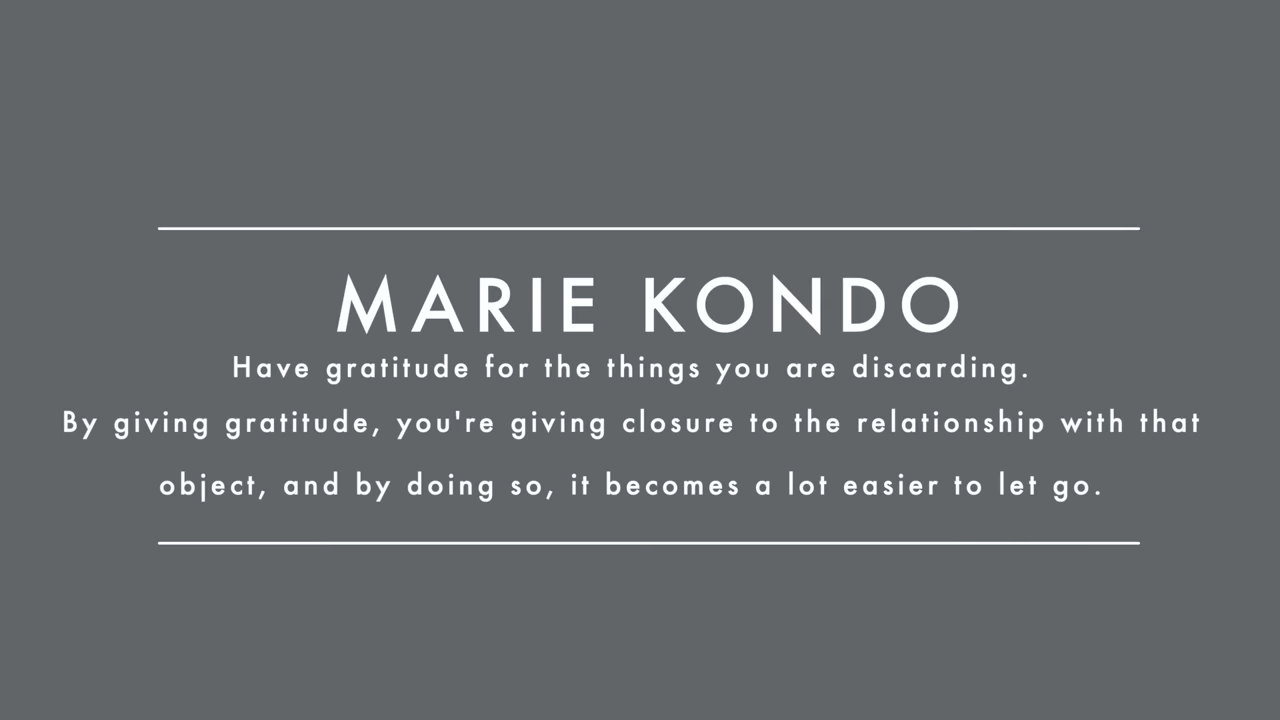 MARIE KONDO
Have gratitude for the things you are discarding.
By giving gratitude, you're giving closure to the relationship with that
object, and by doing so, it becomes a lot easier to let go.